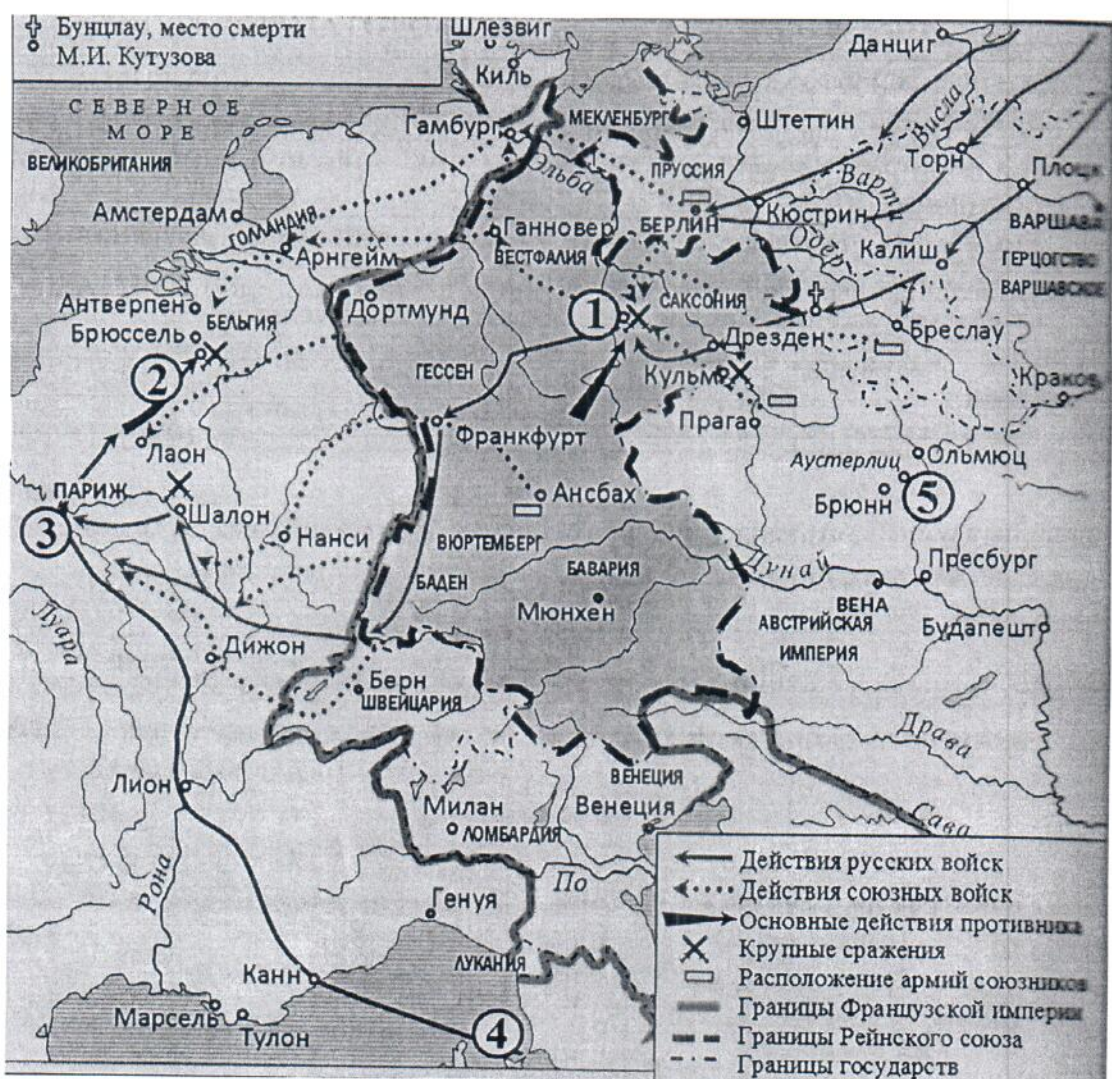 Бунцлау, место смерти
М.И. Кутузова
Шлезвиг
Киль
Данциг
СЕВЕРНОЕ
МОРЕ
Гамбург
МЕКЛЕНБУРГ
Штеттин
Висла
ВЕЛИКОБРИТАНИЯ
Эльба
ПРУССИЯ
Торн
Варта
Плоцк
Амстердам
ГОЛЛАНДИЯ
Ганновер
БЕРЛИН
Кюстрин
ВАРШАВА
Арнгейм
ВЕСТФАЛИЯ
Одер
Калиш
ГЕРЦОГСТВО
ВАРШАВСКОЕ
Антверпен
БЕЛЬГИЯ
Дортмунд
1
САКСОНИЯ
Брюссель
Дрезден
Бреслау
2
ГЕССЕН
Кульм
Краков
Лаон
Франкфурт
Прага
Ольмюц
Аустерлиц
ПАРИЖ
Шалон
Ансбах
Брюнн
5
3
Нанси
ВЮРТЕМБЕРГ
Дунай
Пресбург
БАДЕН
БАВАРИЯ
Мюнхен
ВЕНА
Луара
Дижон
АВСТРИЙСКАЯ
ИМПЕРИЯ
Будапешт
Берн
ШВЕЙЦАРИЯ
Драва
Лион
Милан
ВЕНЕЦИЯ
Венеция
Сава
ЛОМБАРДИЯ
По
Рона
Генуя
Канн
ЛУКАНИЯ
Марсель
Тулон
4
Действия русских войск
Действия союзных войск
Основные действия противника
Крупные сражения
Расположение армий союзников
Границы Французской империи
Границы Рейнского союза
Границы государств